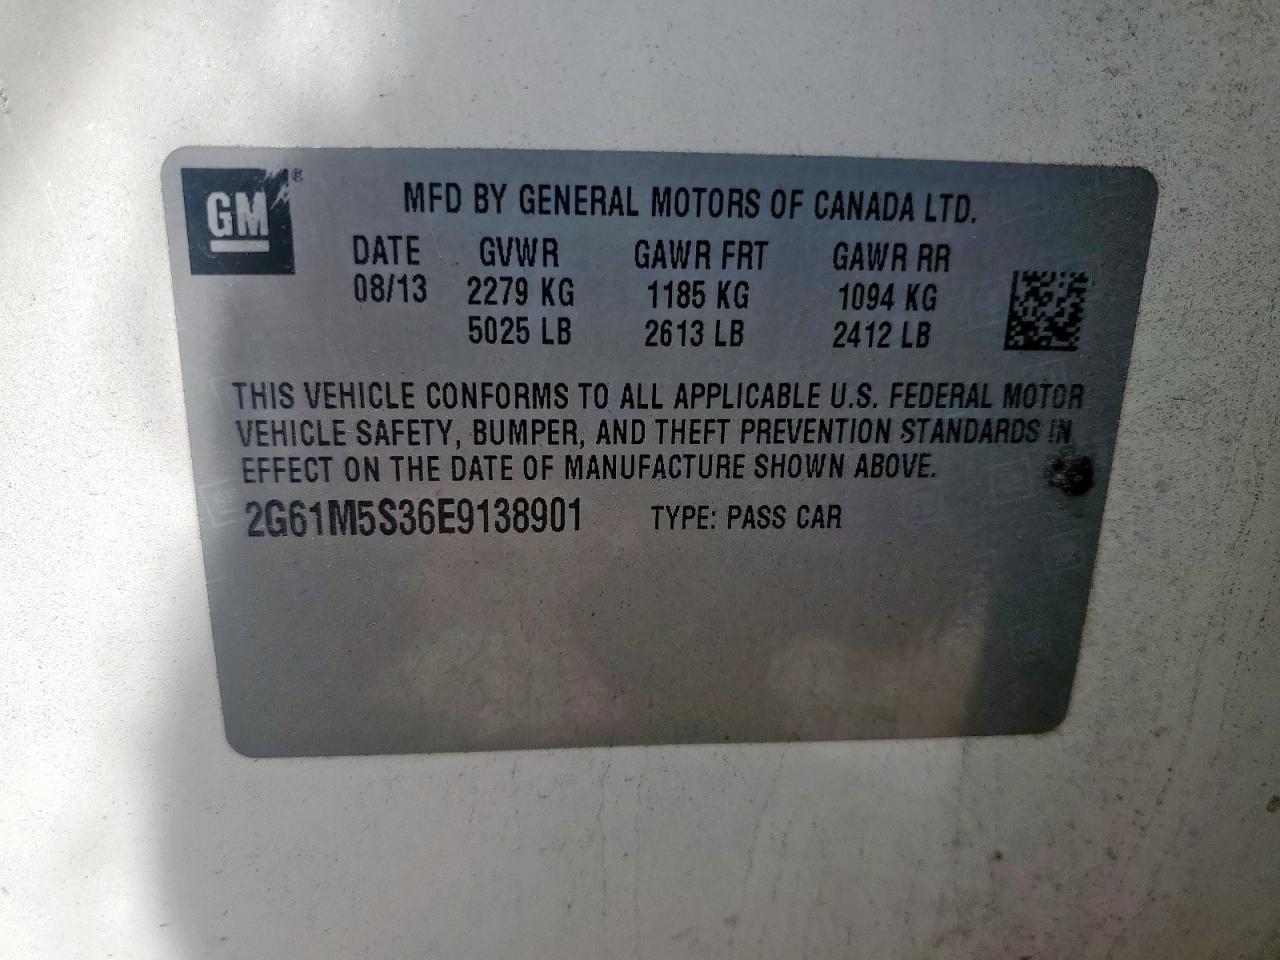 GM ®
MFD BY GENERAL MOTORS OF CANADA LTD.
DATE GVWR GAWR FRT GAWR RR
08/13 2279 KG 1185 KG 1094 KG
5025 LB 2613 LB 2412 LB
THIS VEHICLE CONFORMS TO ALL APPLICABLE U.S. FEDERAL MOTOR
VEHICLE SAFETY, BUMPER, AND THEFT PREVENTION STANDARDS IN
EFFECT ON THE DATE OF MANUFACTURE SHOWN ABOVE.
2G61M5S36E9138901 TYPE: PASS CAR